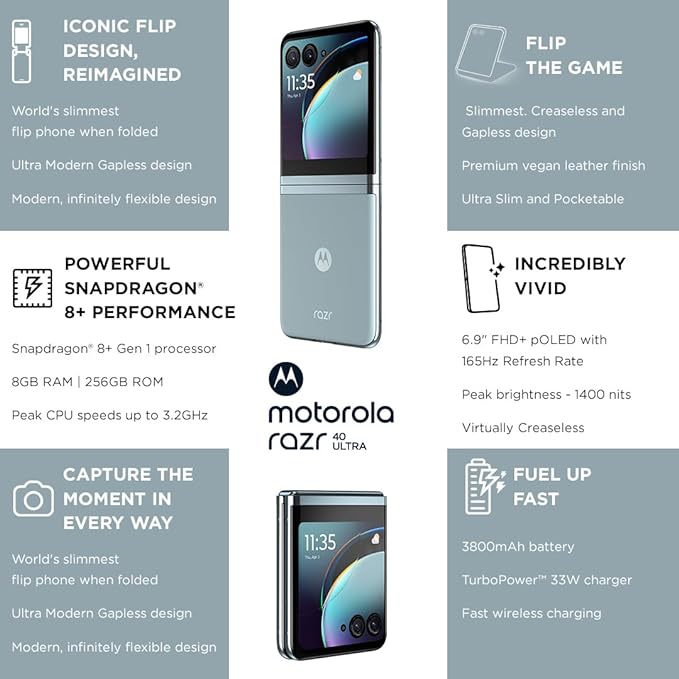 ICONIC FLIP
DESIGN,
REIMAGINED
World's slimmest
flip phone when folded
Ultra Modern Gapless design
Modern, infinitely flexible design
11:35
Thu, Apr 3
razr
FLIP
THE GAME
Slimmest. Creaseless and
Gapless design
Premium vegan leather finish
Ultra Slim and Pocketable
POWERFUL
SNAPDRAGON®
8+ PERFORMANCE
Snapdragon® 8+ Gen 1 processor
8GB RAM | 256GB ROM
Peak CPU speeds up to 3.2GHz
motorola
razr 40
ULTRA
INCREDIBLY
VIVID
6.9" FHD+ pOLED with
165Hz Refresh Rate
Peak brightness - 1400 nits
Virtually Creaseless
CAPTURE THE
MOMENT IN
EVERY WAY
World's slimmest
flip phone when folded
Ultra Modern Gapless design
Modern, infinitely flexible design
11:35
FUEL UP
FAST
3800mAh battery
TurboPower™ 33W charger
Fast wireless charging